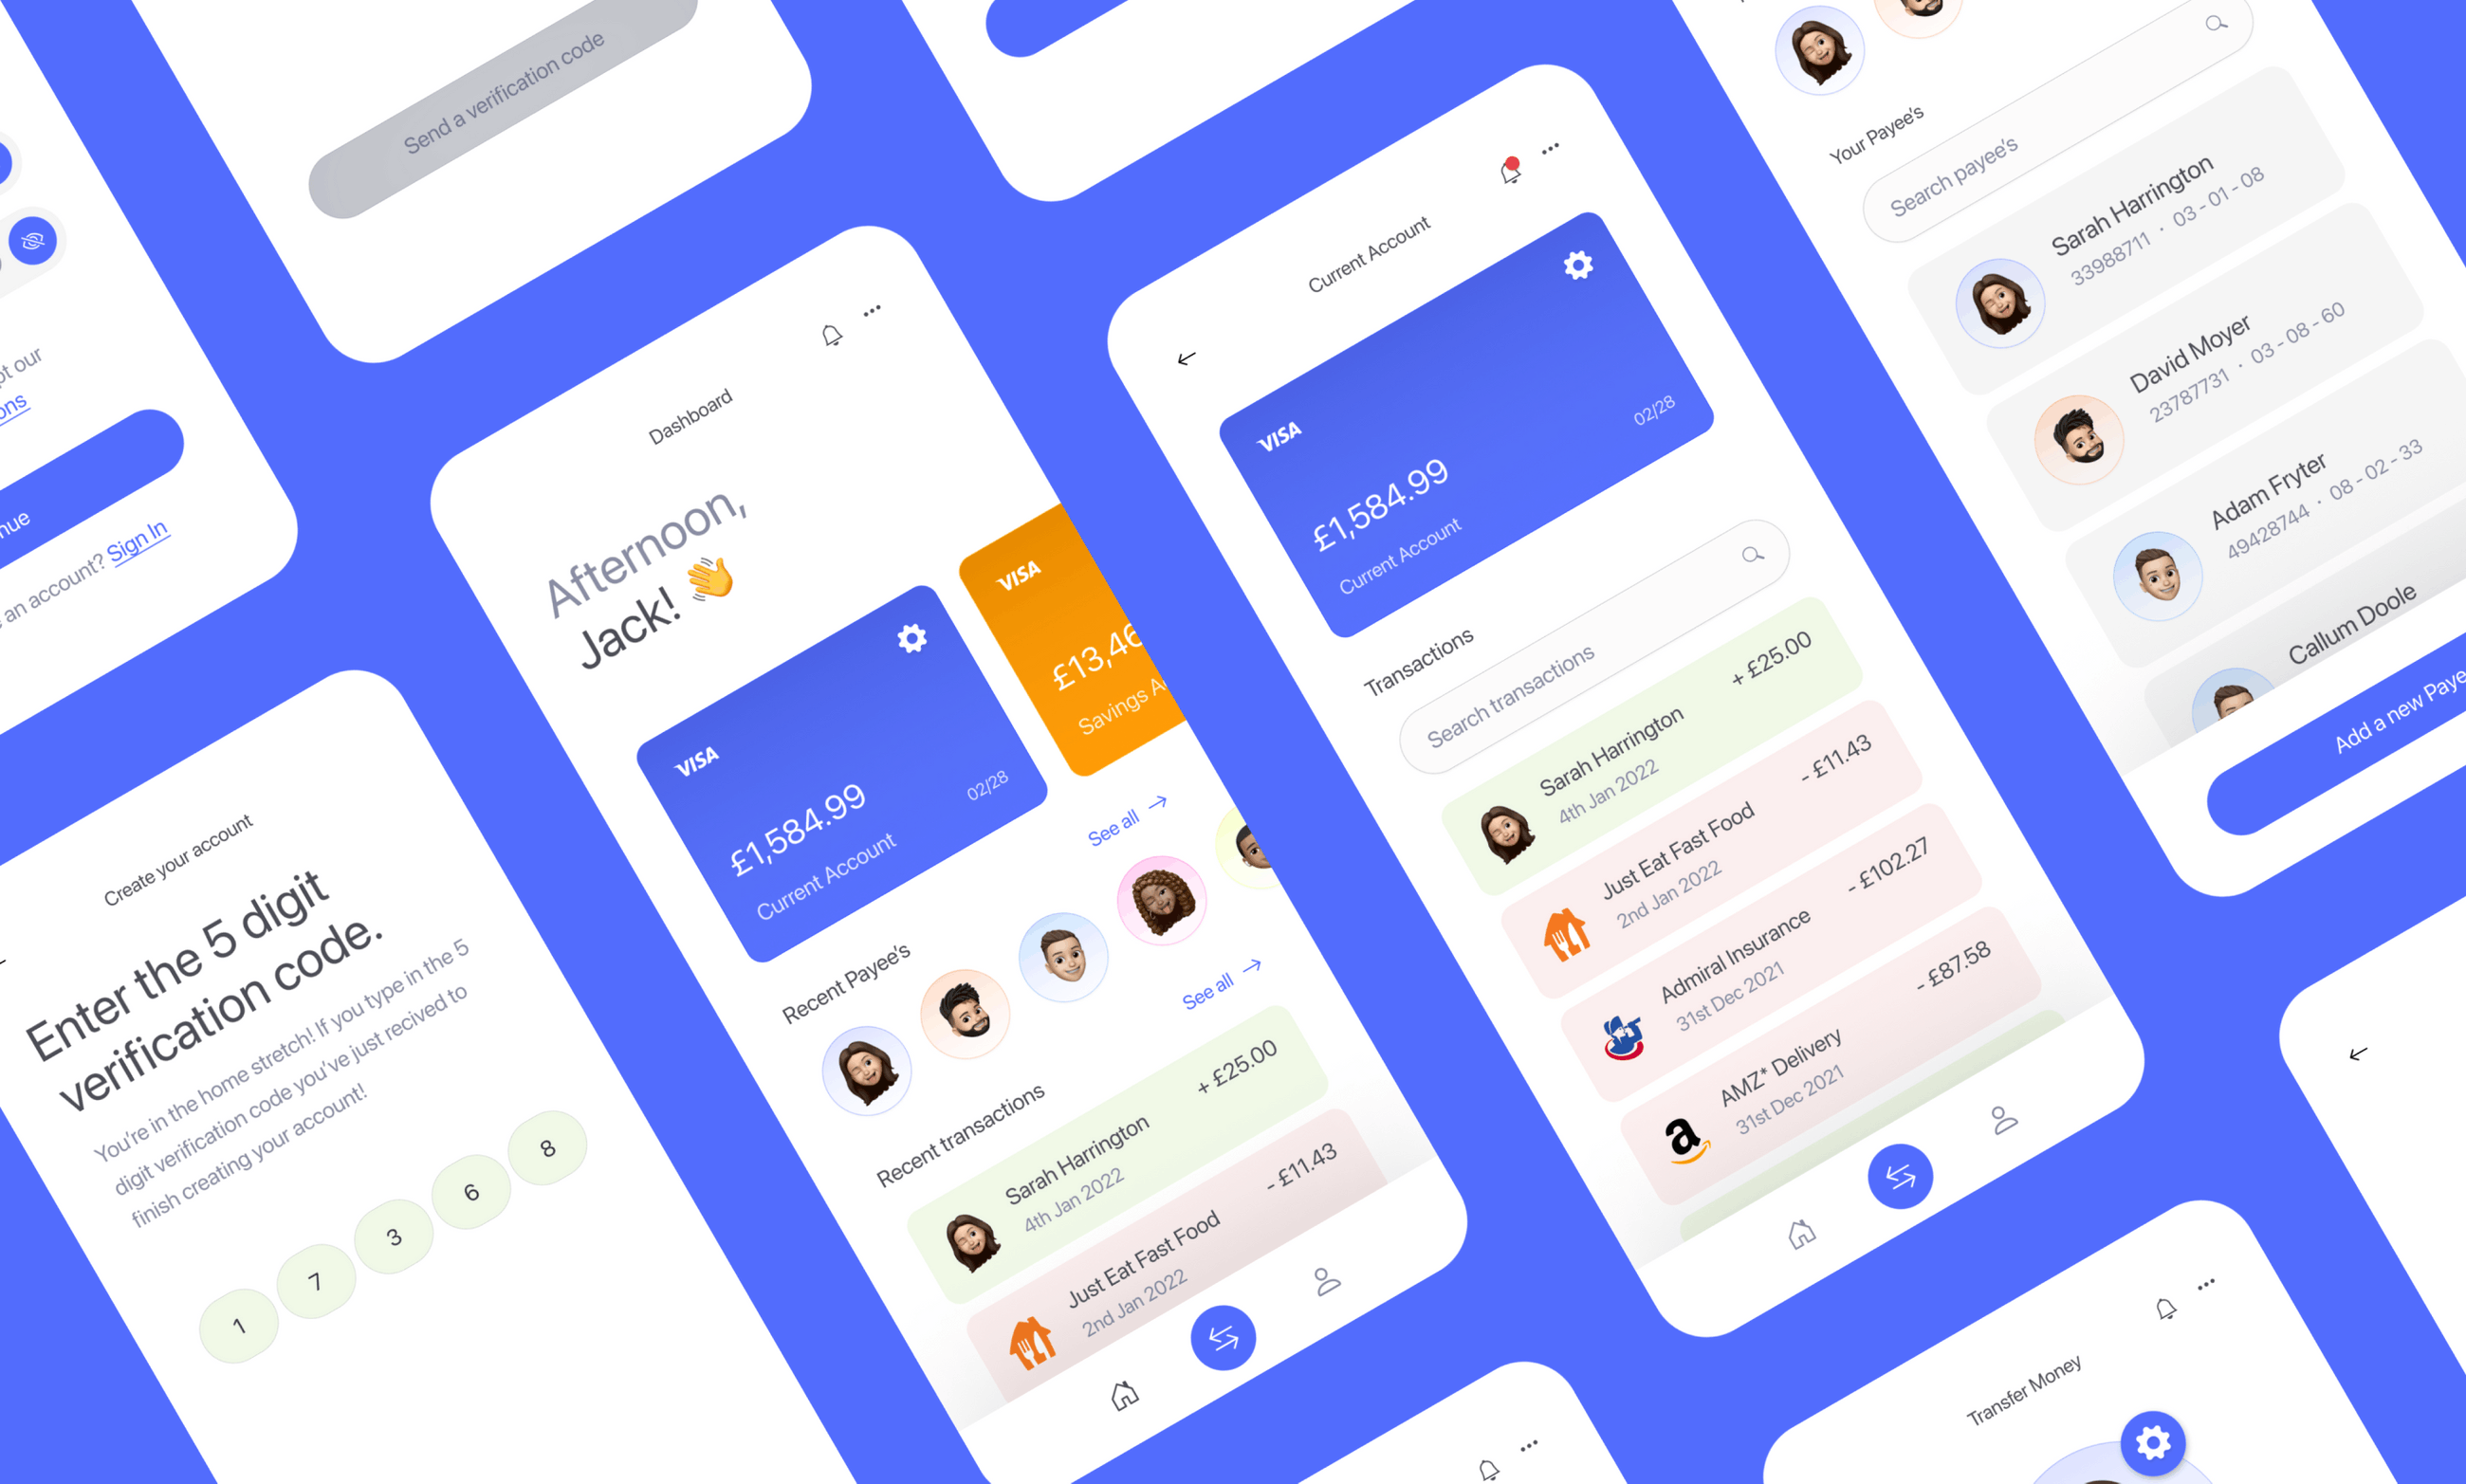 Send a verification code
pt our
ons
nue
an account? Sign In
Create your account
Enter the 5 digit
verification code.
You're in the home stretch! If you type in the 5
digit verification code you've just recived to
finish creating your account!
1 7 3 6 8
Dashboard
Afternoon,
Jack! 👋
VISA
£1,584.99
02/28
Current Account
VISA
£13,46
Savings A
Recent Payee's
See all →
Recent transactions
See all →
Sarah Harrington
+ £25.00
4th Jan 2022
Just Eat Fast Food
- £11.43
2nd Jan 2022
Current Account
VISA
£1,584.99
02/28
Current Account
Transactions
Search transactions
Sarah Harrington
+ £25.00
4th Jan 2022
Just Eat Fast Food
- £11.43
2nd Jan 2022
Admiral Insurance
- £102.27
31st Dec 2021
a
AMZ* Delivery
- £87.58
31st Dec 2021
Your Payee's
Search payee's
Sarah Harrington
33988711 · 03 - 01 - 08
David Moyer
23787731 · 03 - 08 - 60
Adam Fryter
49428744 · 08 - 02 - 33
Callum Doole
Add a new Paye
Transfer Money